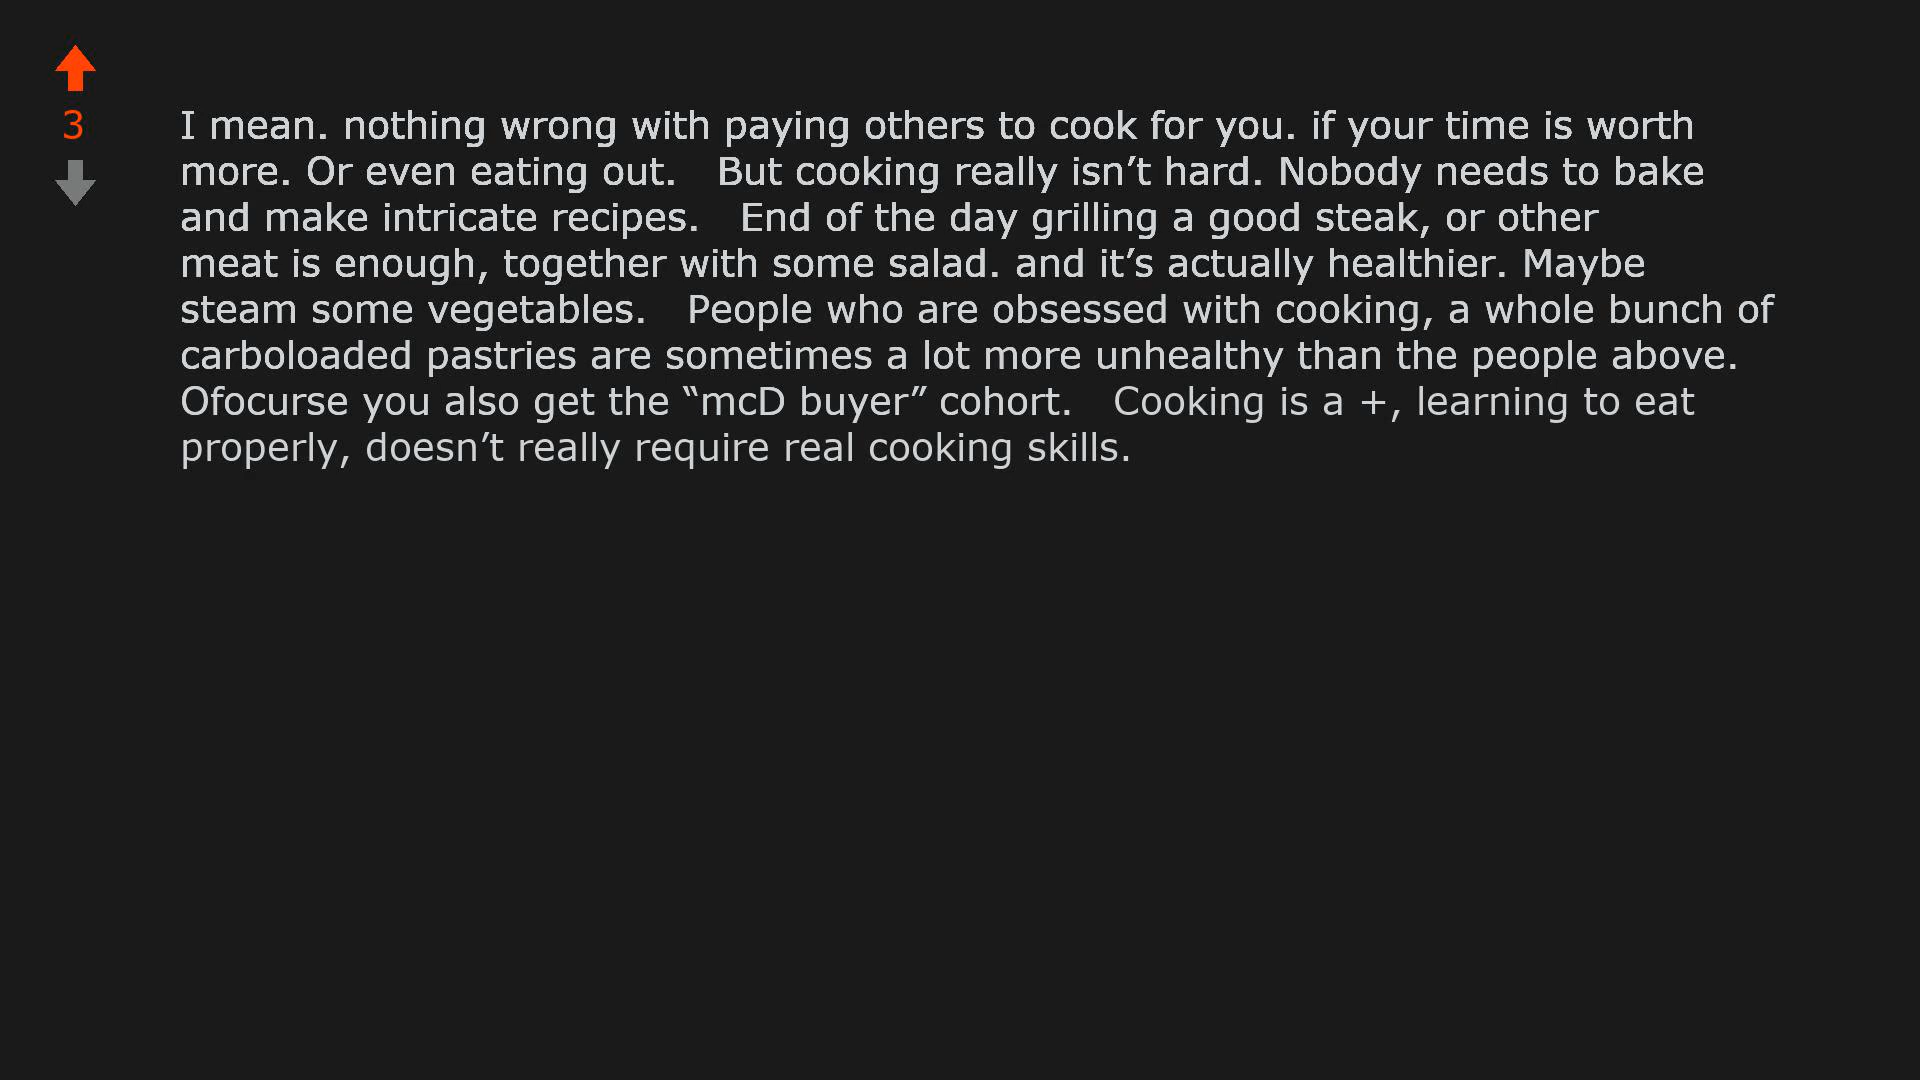 3
I mean. nothing wrong with paying others to cook for you. if your time is worth
more. Or even eating out.   But cooking really isn’t hard. Nobody needs to bake
and make intricate recipes.   End of the day grilling a good steak, or other
meat is enough, together with some salad. and it’s actually healthier. Maybe
steam some vegetables.   People who are obsessed with cooking, a whole bunch of
carboloaded pastries are sometimes a lot more unhealthy than the people above.
Ofocurse you also get the “mcD buyer” cohort.   Cooking is a +, learning to eat
properly, doesn’t really require real cooking skills.